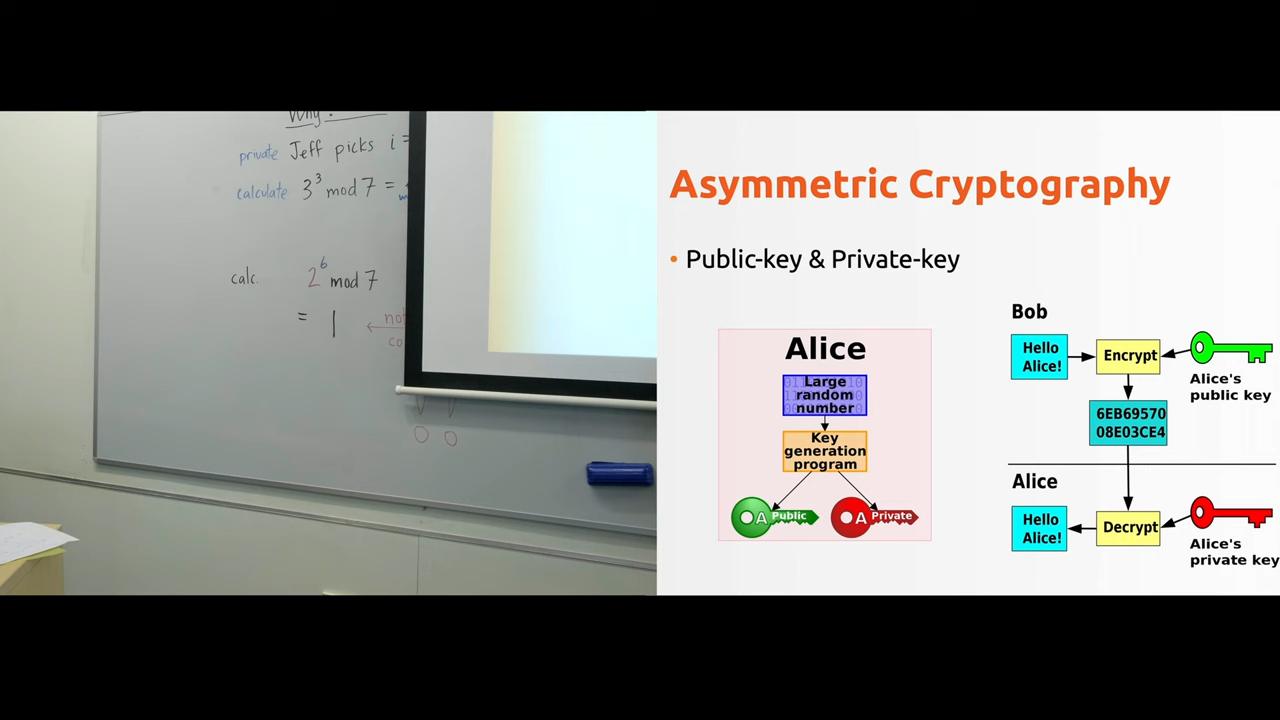 Why?
private Jeff picks i =
calculate 3³ mod 7 =
calc. 2⁶ mod 7
= 1
Asymmetric Cryptography
• Public-key & Private-key
Alice
Large
random
number
Key
generation
program
A Public
A Private
Bob
Hello
Alice!
Encrypt
Alice's
public key
6EB69570
08E03CE4
Alice
Hello
Alice!
Decrypt
Alice's
private key